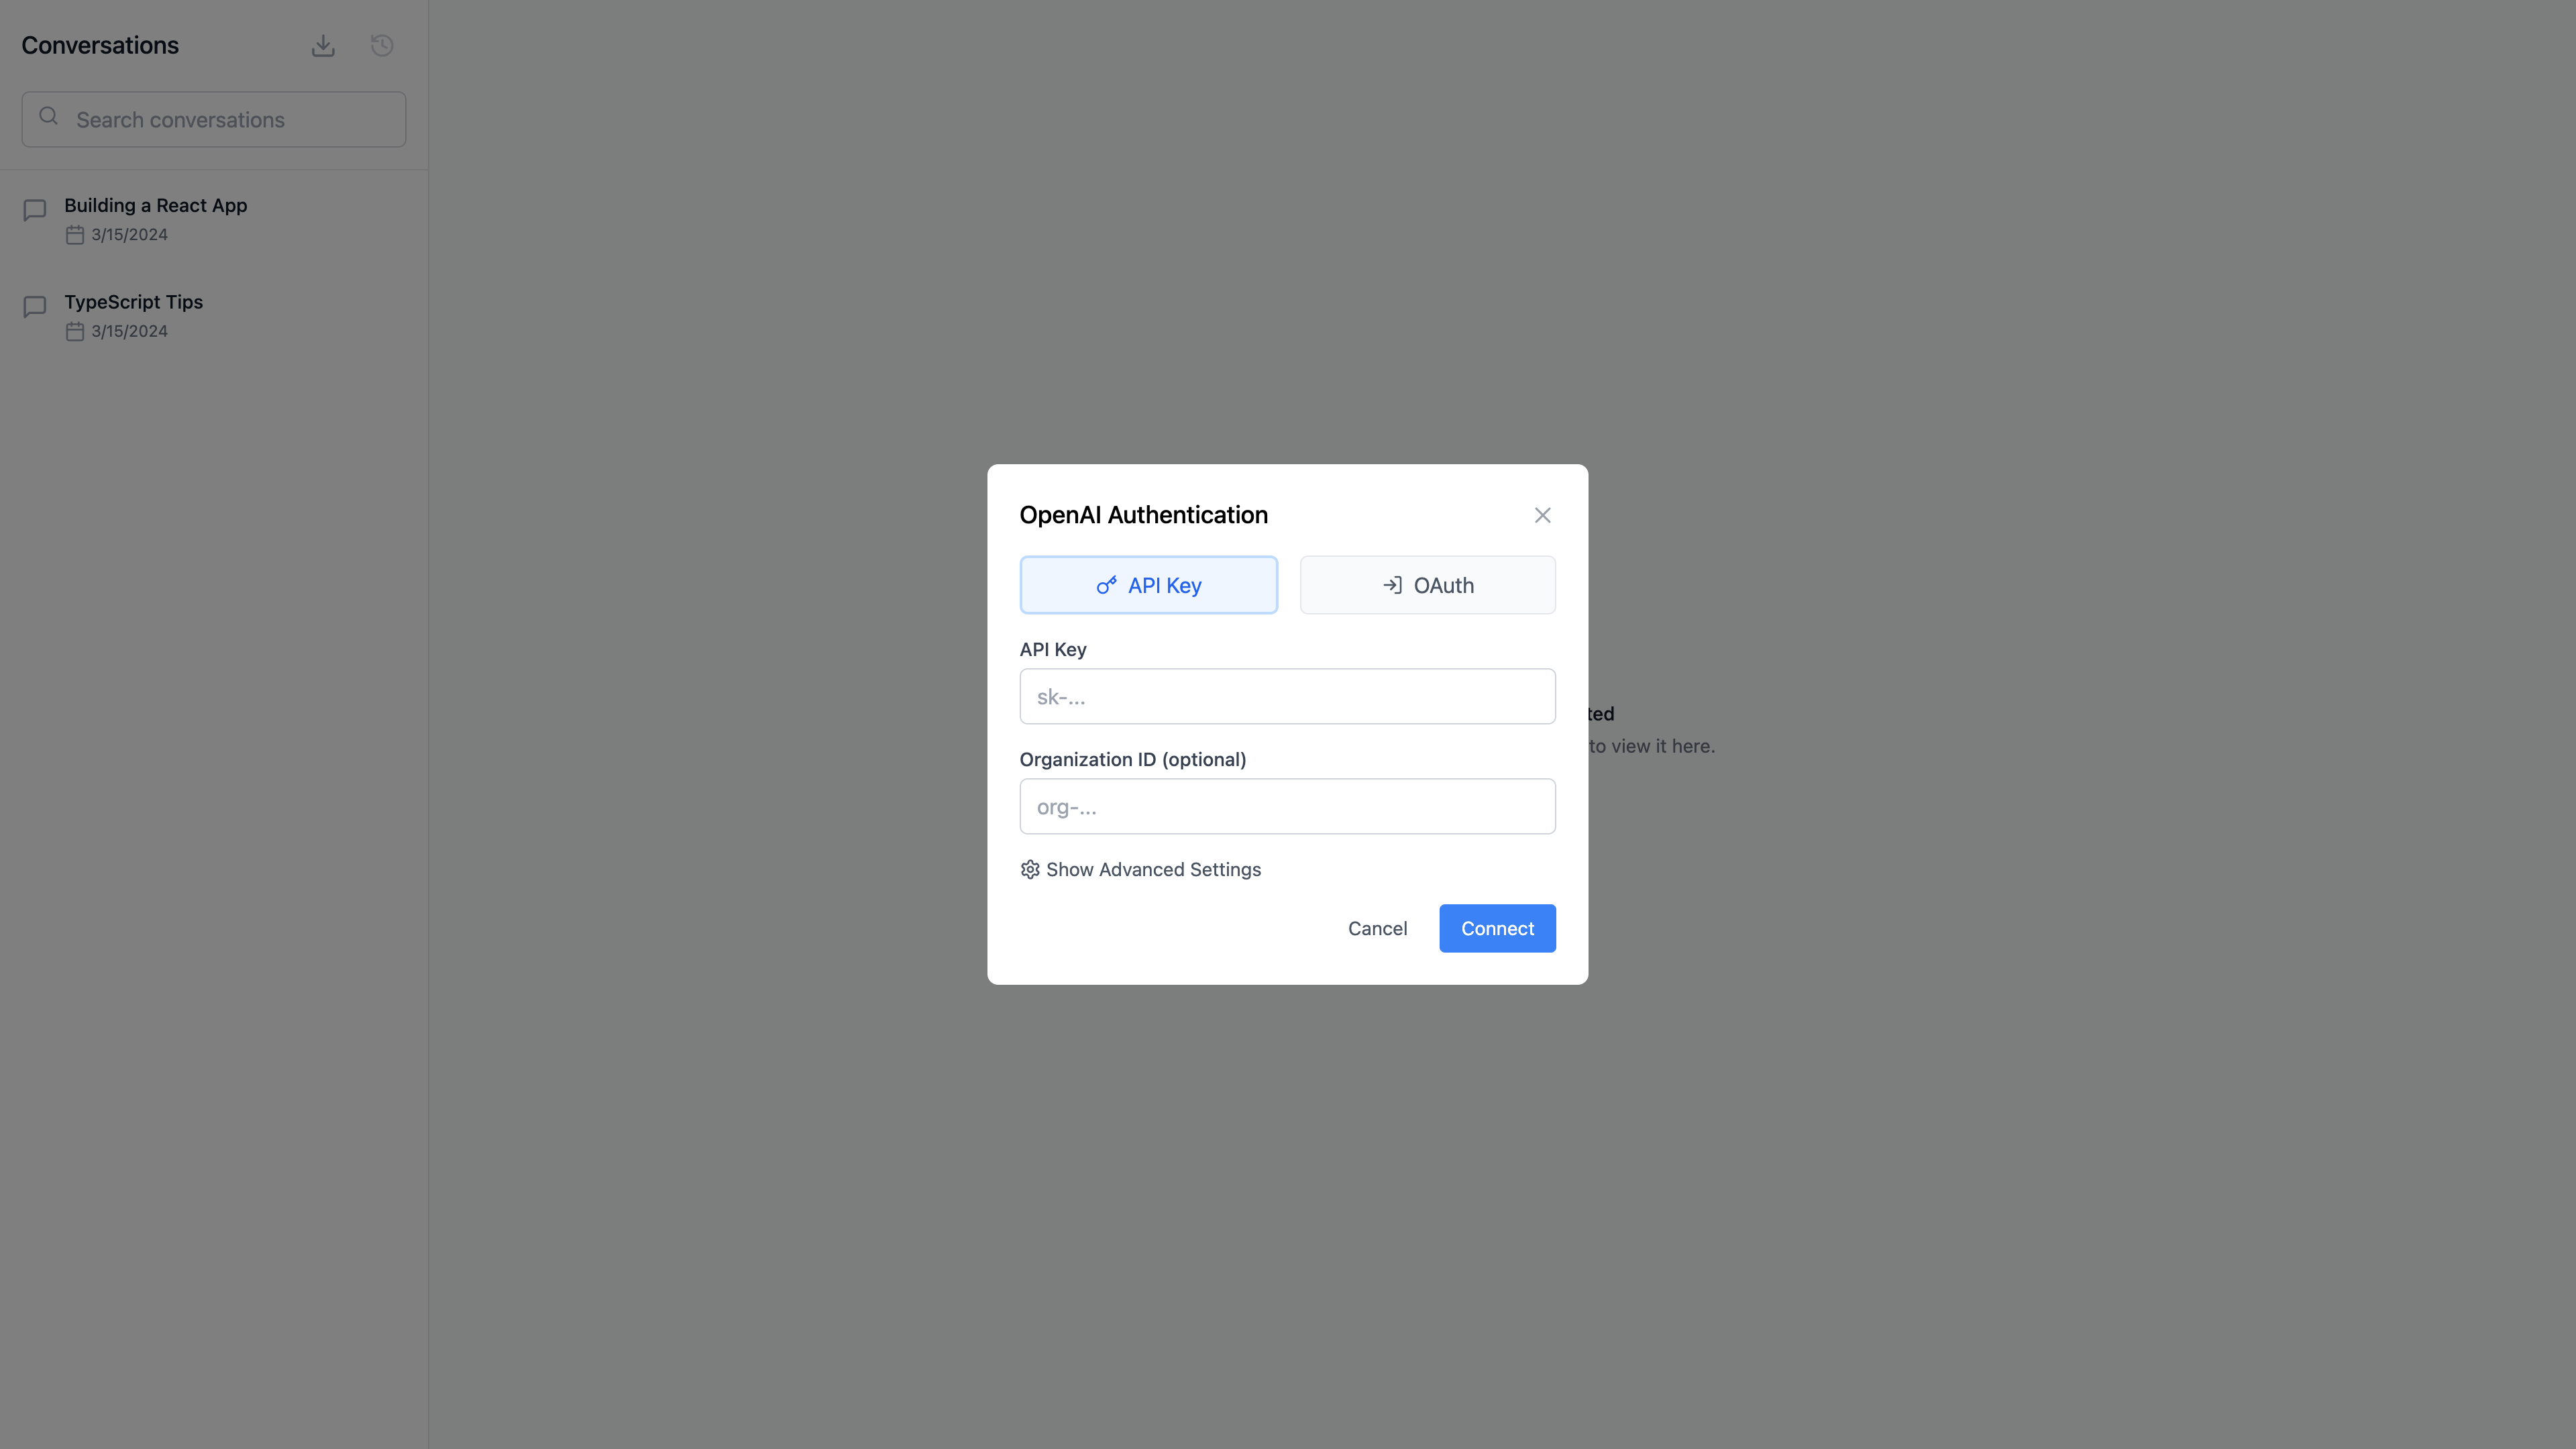 Conversations
Search conversations
Building a React App
3/15/2024
TypeScript Tips
3/15/2024
OpenAI Authentication
API Key
OAuth
API Key
sk-...
ted
to view it here.
Organization ID (optional)
org-...
Show Advanced Settings
Cancel
Connect